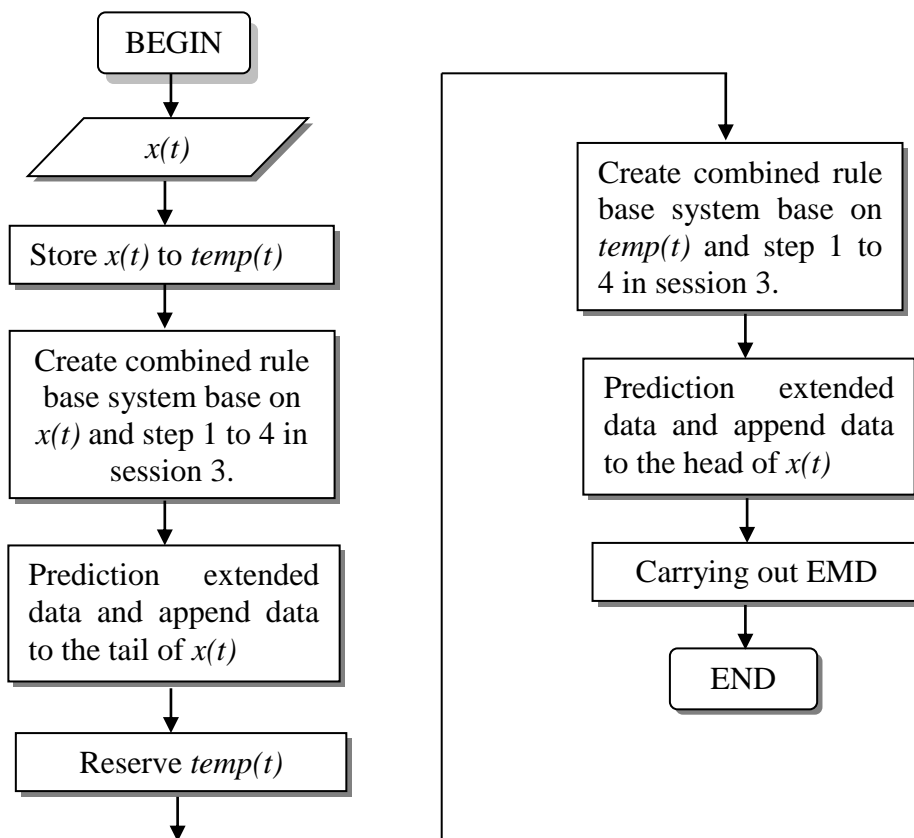 BEGIN
x(t)
Store x(t) to temp(t)
Create combined rule
base system base on
x(t) and step 1 to 4 in
session 3.
Prediction extended
data and append data
to the tail of x(t)
Reserve temp(t)
Create combined rule
base system base on
temp(t) and step 1 to
4 in session 3.
Prediction extended
data and append data
to the head of x(t)
Carrying out EMD
END